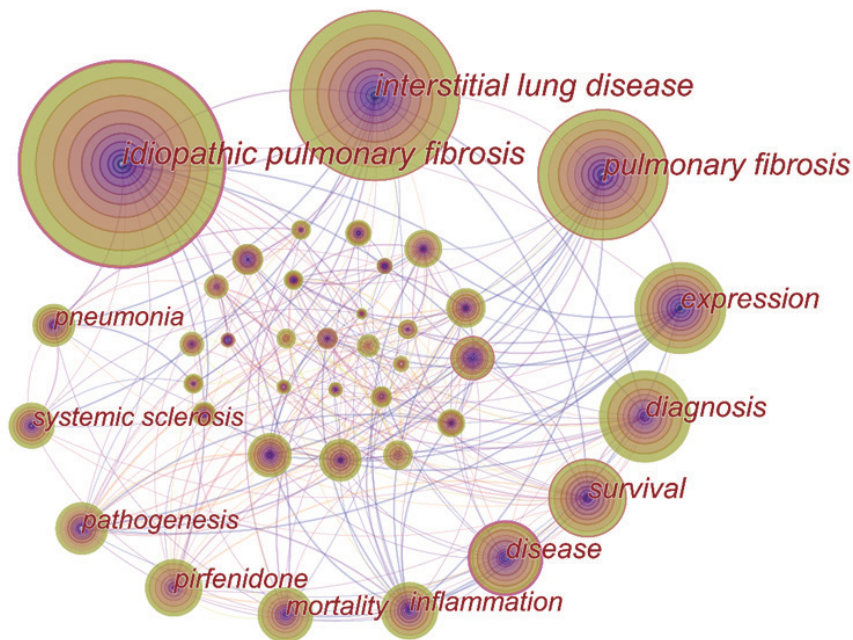 interstitial lung disease
idiopathic pulmonary fibrosis
pulmonary fibrosis
expression
pneumonia
diagnosis
systemic sclerosis
survival
pathogenesis
disease
pirfenidone
mortality
inflammation